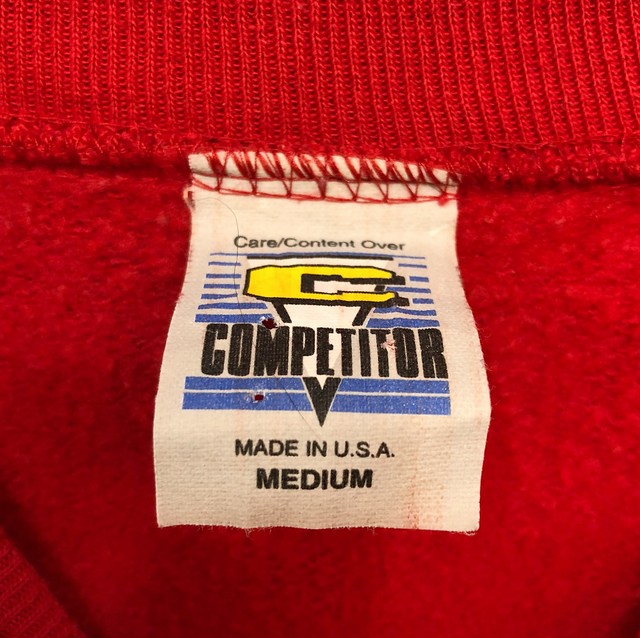 Care/Content Over
C
COMPETITOR
MADE IN U.S.A.
MEDIUM